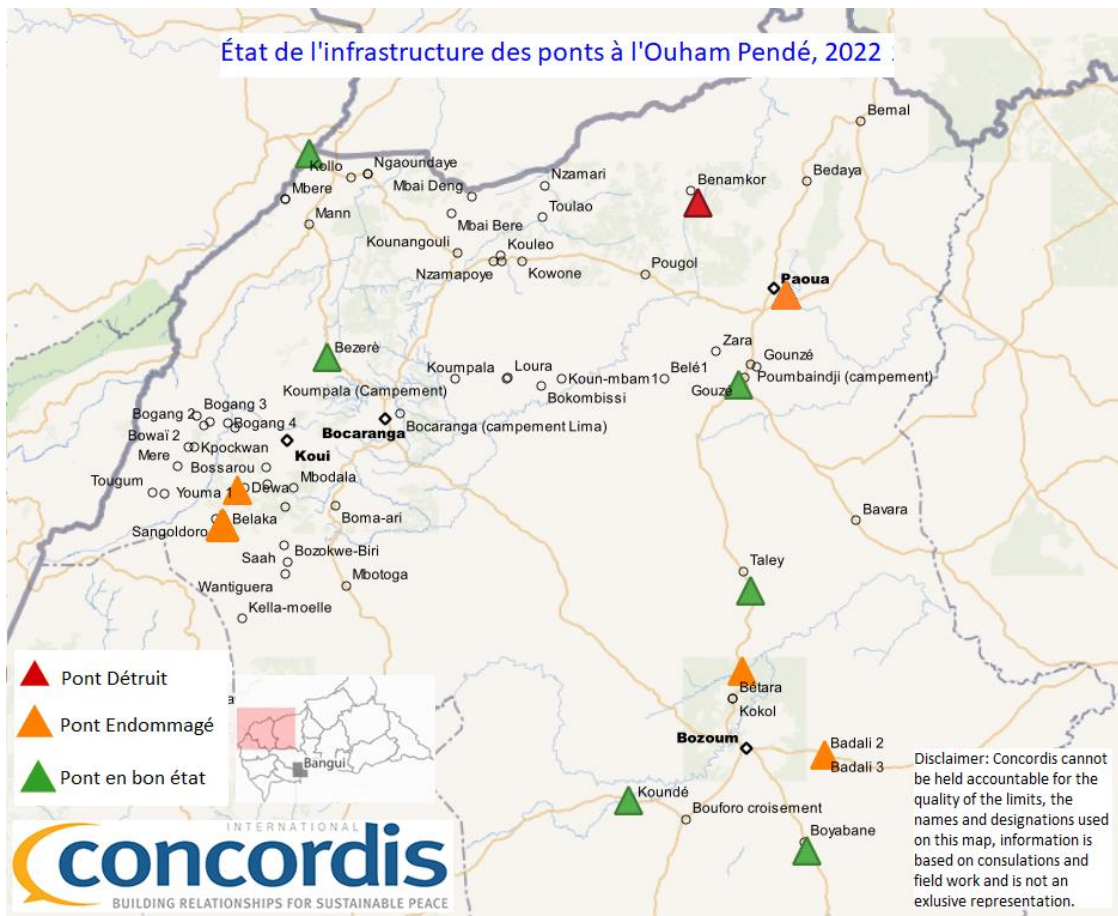 État de l'infrastructure des ponts à l'Ouham Pendé, 2022 :
Bemal
Kollo
Ngaoundaye
Mbere
Mbai Deng
Nzamari
Benamkor
Bedaya
Mann
Mbai Bere
Toulao
Kounangouli
Kouleo
Nzamapoye
Kowone
Pougol
Paoua
Bezerè
Zara
Gounzé
Koumpala
Loura
Koun-mbam1
Belé1
Poumbaindji (campement)
Koumpala (Campement)
Bokombissi
Gouzé
Bogang 2
Bogang 3
Bogang 4
Bocaranga
Bocaranga (campement Lima)
Bowaï 2
Kpockwan
Koui
Mere
Bossarou
Mbodala
Tougum
Youma 1
Dewa
Boma-ari
Sangoldoro
Belaka
Bavara
Saah
Bozokwe-Biri
Wantiguera
Mbotoga
Taley
Kella-moelle
Pont Détruit
Pont Endommagé
Pont en bon état
Bangui
Bétara
Kokol
Bozoum
Badali 2
Badali 3
Koundé
Bouforo croisement
Boyabane
Disclaimer: Concordis cannot
be held accountable for the
quality of the limits, the
names and designations used
on this map, information is
based on consulations and
field work and is not an
exlusive representation.
INTERNATIONAL
concordis
BUILDING RELATIONSHIPS FOR SUSTAINABLE PEACE